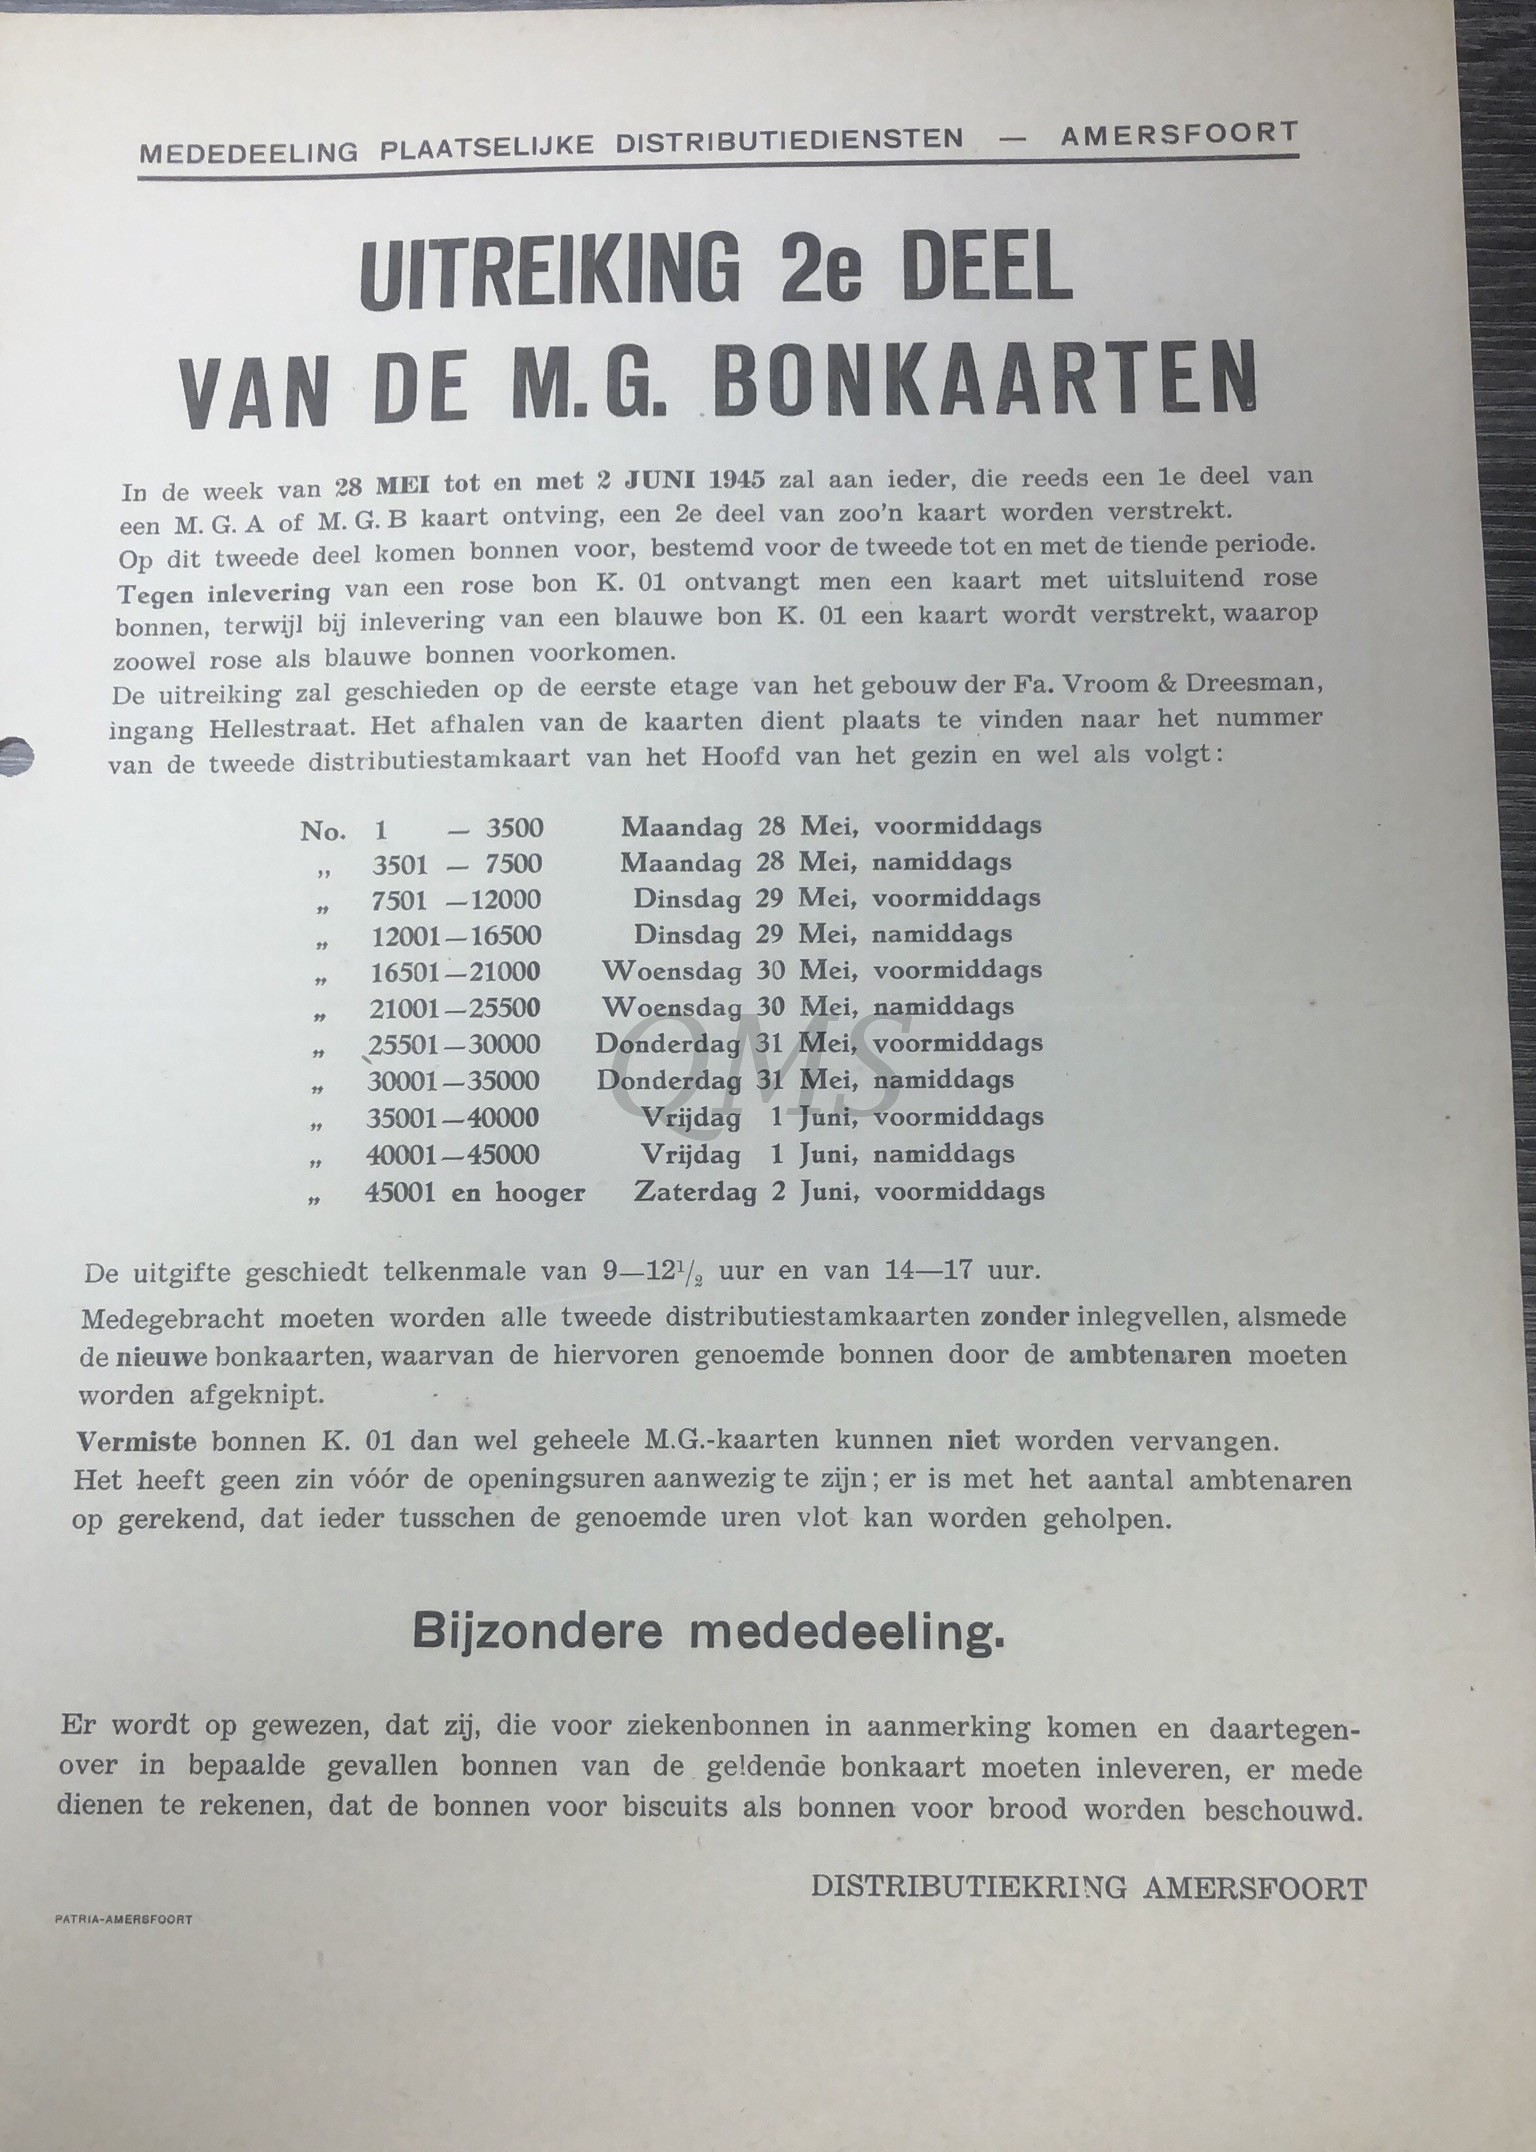 MEDEDEELING PLAATSELIJKE DISTRIBUTIEDIENSTEN — AMERSFOORT
UITREIKING 2e DEEL
VAN DE M.G. BONKAARTEN
In de week van 28 MEI tot en met 2 JUNI 1945 zal aan ieder, die reeds een 1e deel van
een M. G. A of M. G. B kaart ontving, een 2e deel van zoo'n kaart worden verstrekt.
Op dit tweede deel komen bonnen voor, bestemd voor de tweede tot en met de tiende periode.
Tegen inlevering van een rose bon K. 01 ontvangt men een kaart met uitsluitend rose
bonnen, terwijl bij inlevering van een blauwe bon K. 01 een kaart wordt verstrekt, waarop
zoowel rose als blauwe bonnen voorkomen.
De uitreiking zal geschieden op de eerste etage van het gebouw der Fa. Vroom & Dreesman,
ingang Hellestraat. Het afhalen van de kaarten dient plaats te vinden naar het nummer
van de tweede distributiestamkaart van het Hoofd van het gezin en wel als volgt:
No. 1 — 3500 Maandag 28 Mei, voormiddags
„ 3501 — 7500 Maandag 28 Mei, namiddags
„ 7501 —12000 Dinsdag 29 Mei, voormiddags
„ 12001—16500 Dinsdag 29 Mei, namiddags
„ 16501—21000 Woensdag 30 Mei, voormiddags
„ 21001—25500 Woensdag 30 Mei, namiddags
„ 25501—30000 Donderdag 31 Mei, voormiddags
„ 30001—35000 Donderdag 31 Mei, namiddags
„ 35001—40000 Vrijdag 1 Juni, voormiddags
„ 40001—45000 Vrijdag 1 Juni, namiddags
„ 45001 en hooger Zaterdag 2 Juni, voormiddags
QMS
De uitgifte geschiedt telkenmale van 9—12½ uur en van 14—17 uur.
Medegebracht moeten worden alle tweede distributiestamkaarten zonder inlegvellen, alsmede
de nieuwe bonkaarten, waarvan de hiervoren genoemde bonnen door de ambtenaren moeten
worden afgeknipt.
Vermiste bonnen K. 01 dan wel geheele M.G.-kaarten kunnen niet worden vervangen.
Het heeft geen zin vóór de openingsuren aanwezig te zijn; er is met het aantal ambtenaren
op gerekend, dat ieder tusschen de genoemde uren vlot kan worden geholpen.
Bijzondere mededeeling.
Er wordt op gewezen, dat zij, die voor ziekenbonnen in aanmerking komen en daartegen-
over in bepaalde gevallen bonnen van de geldende bonkaart moeten inleveren, er mede
dienen te rekenen, dat de bonnen voor biscuits als bonnen voor brood worden beschouwd.
DISTRIBUTIEKRING AMERSFOORT
PATRIA-AMERSFOORT